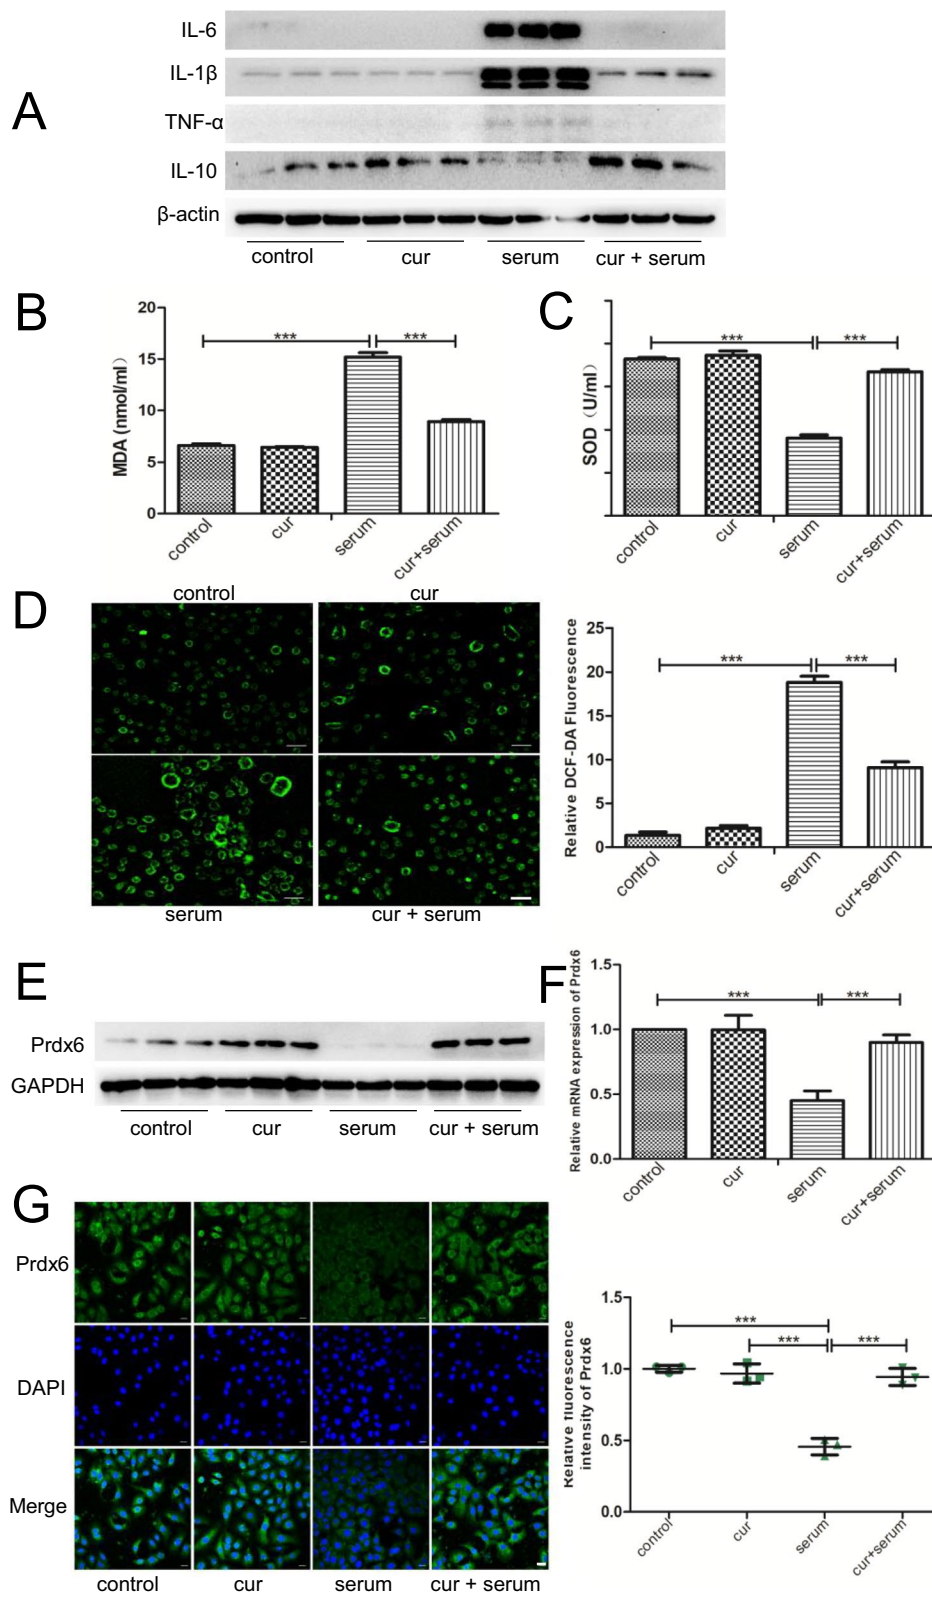 A
IL-6
IL-1β
TNF-α
IL-10
β-actin
control cur serum cur + serum
B
MDA (nmol/ml)
20
15
10
5
0
*** ***
control cur serum cur+serum
C
SOD（U/ml）
*** ***
control cur serum cur+serum
D
control cur
serum cur + serum
Relative DCF-DA Fluorescence
25
20
15
10
5
0
*** ***
control cur serum cur+serum
E
Prdx6
GAPDH
control cur serum cur + serum
F
Relative mRNA expression of Prdx6
1.5
1.0
0.5
0.0
*** ***
control cur serum cur+serum
G
Prdx6
DAPI
Merge
control cur serum cur + serum
Relative fluorescence
intensity of Prdx6
1.5
1.0
0.5
0.0
***
*** ***
control cur serum cur+serum